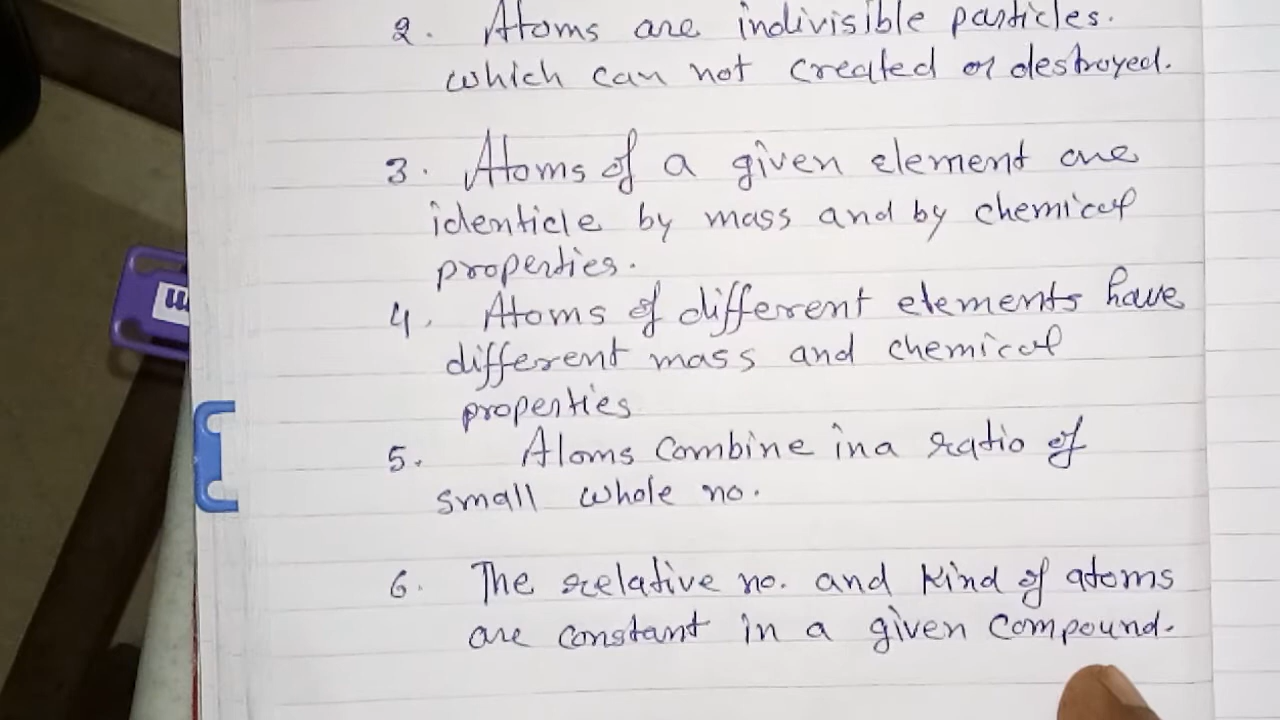 2. Atoms are indivisible particles.
which can not created or destroyed.
3. Atoms of a given element are
identicle by mass and by chemical
properties.
4. Atoms of different elements have
different mass and chemical
properties
5. Atoms combine in a ratio of
small whole no.
6. The relative no. and kind of atoms
are constant in a given compound.